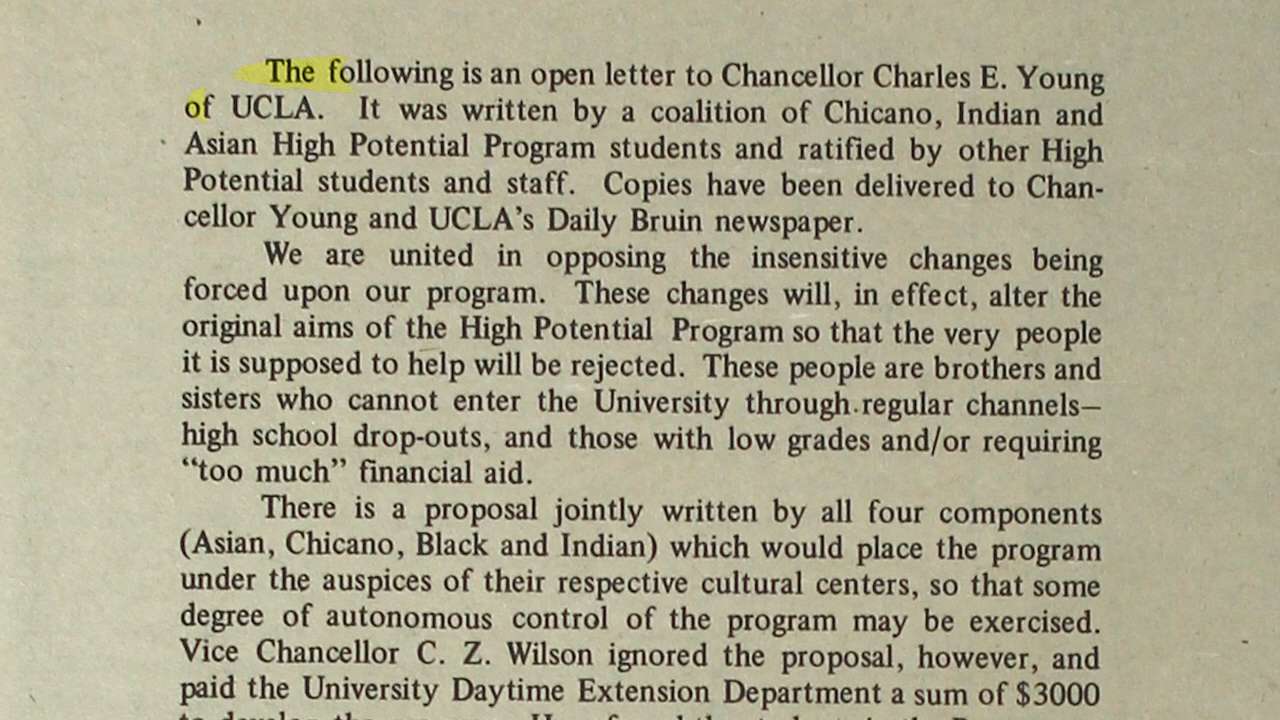 The following is an open letter to Chancellor Charles E. Young
of UCLA. It was written by a coalition of Chicano, Indian and
Asian High Potential Program students and ratified by other High
Potential students and staff. Copies have been delivered to Chan-
cellor Young and UCLA's Daily Bruin newspaper.
We are united in opposing the insensitive changes being
forced upon our program. These changes will, in effect, alter the
original aims of the High Potential Program so that the very people
it is supposed to help will be rejected. These people are brothers and
sisters who cannot enter the University through regular channels—
high school drop-outs, and those with low grades and/or requiring
“too much” financial aid.
There is a proposal jointly written by all four components
(Asian, Chicano, Black and Indian) which would place the program
under the auspices of their respective cultural centers, so that some
degree of autonomous control of the program may be exercised.
Vice Chancellor C. Z. Wilson ignored the proposal, however, and
paid the University Daytime Extension Department a sum of $3000